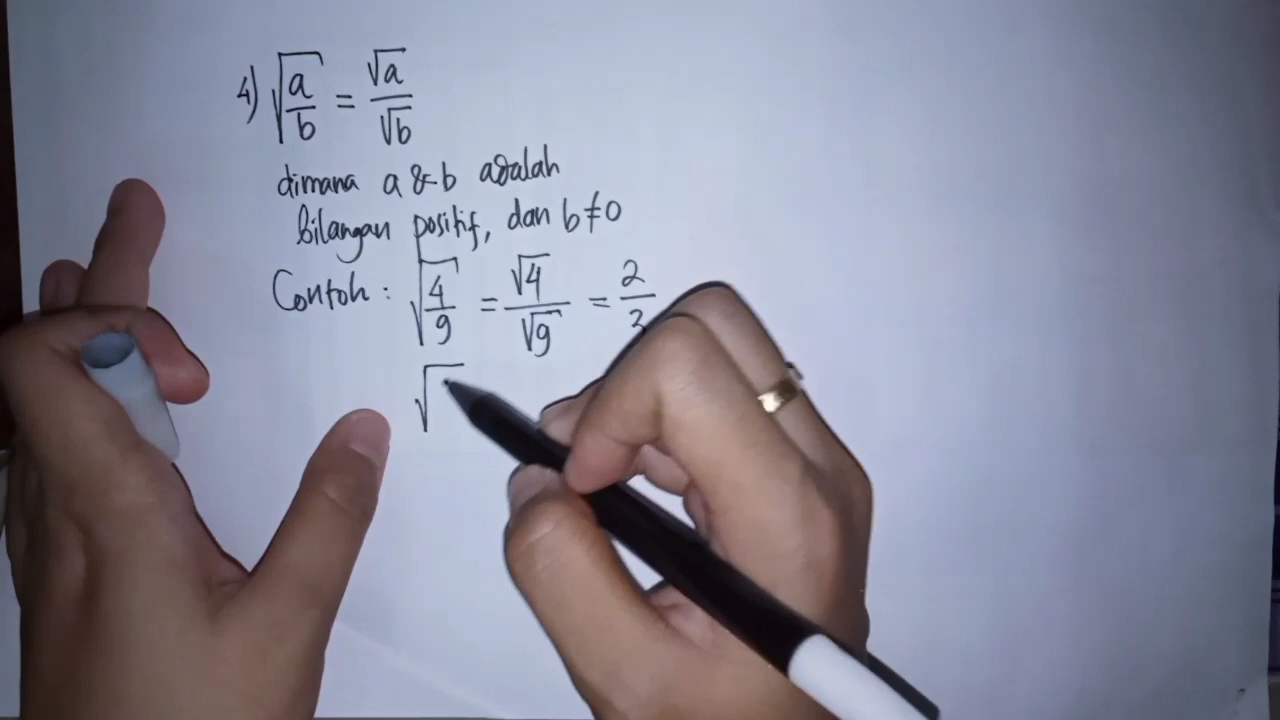 4) √(a/b) = √a/√b
dimana a & b adalah
bilangan positif, dan b≠0
Contoh : √(4/9) = √4/√9 = 2/3
√